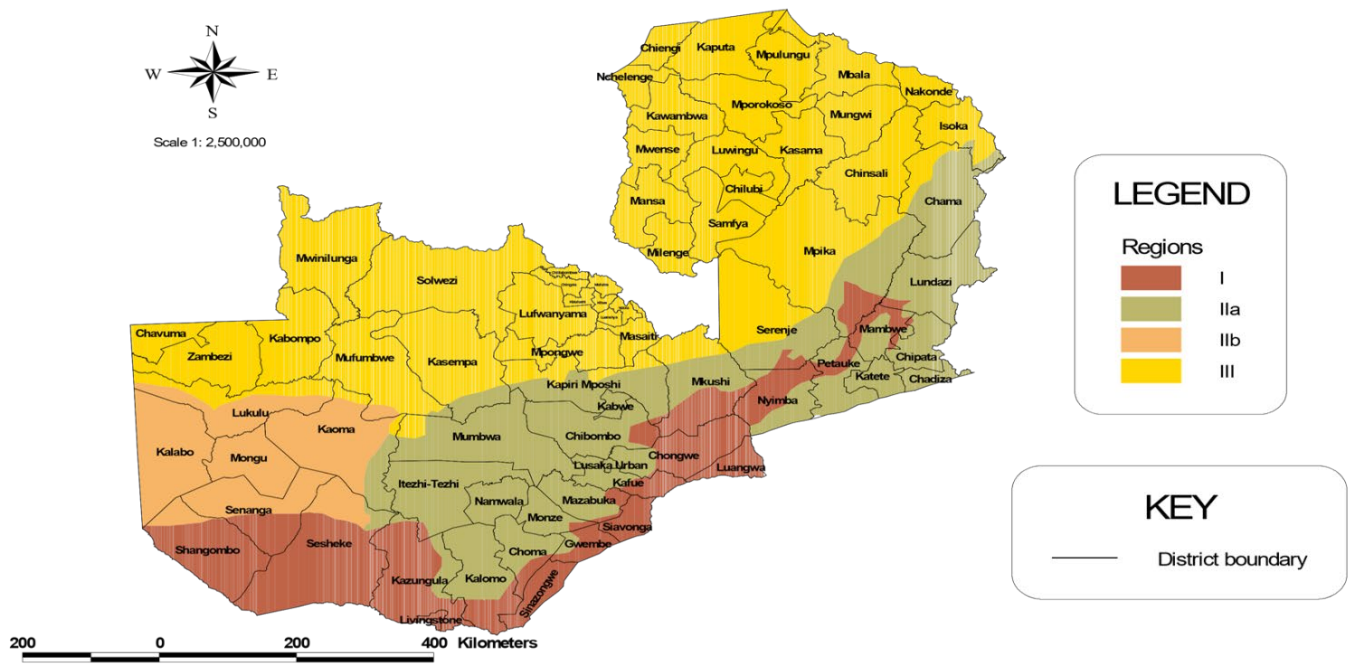 N
W E
S
Scale 1: 2,500,000
Chiengi
Kaputa
Mpulungu
Mbala
Nchelenge
Nakonde
Mporokoso
Kawambwa
Mungwi
Isoka
Mwense
Luwingu
Kasama
Chinsali
Chilubi
Mansa
Chama
Samfya
Milenge
Mpika
Mwinilunga
Solwezi
Lundazi
Lufwanyama
Chavuma
Kabompo
Serenje
Mambwe
Masaiti
Zambezi
Mufumbwe
Kasempa
Mpongwe
Chipata
Petauke
Katete
Chadiza
Kapiri Mposhi
Mkushi
Nyimba
Kabwe
Lukulu
Kaoma
Mumbwa
Chibombo
Kalabo
Mongu
Chongwe
Lusaka Urban
Luangwa
Itezhi-Tezhi
Kafue
Namwala
Mazabuka
Senanga
Monze
Siavonga
Shangombo
Sesheke
Gwembe
Choma
Kazungula
Kalomo
Sinazongwe
Livingstone
200 0 200 400 Kilometers
LEGEND
Regions
I
IIa
IIb
III
KEY
District boundary